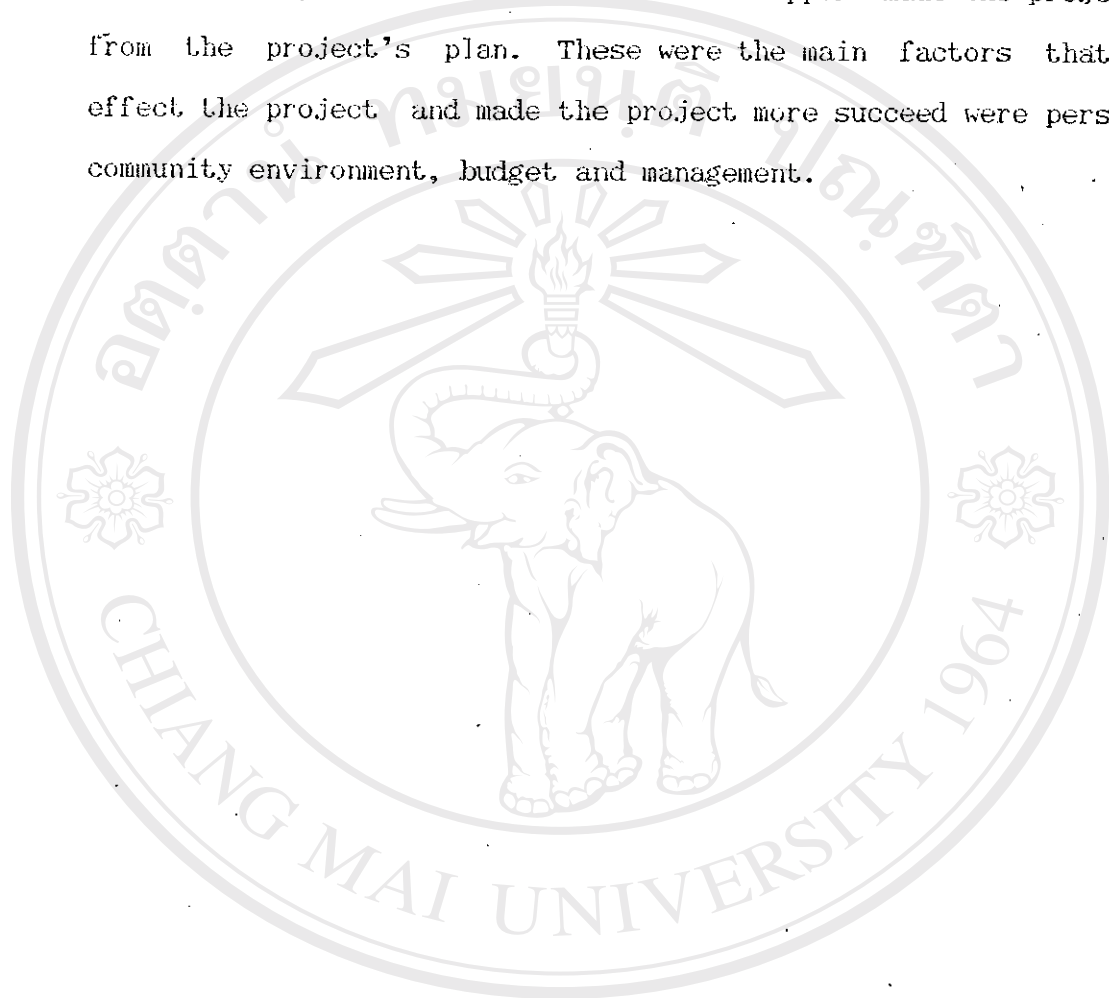 from the project's plan. These were the main factors that
effect the project and made the project more succeed were
community environment, budget and management.
CHIANG MAI UNIVERSITY 1964